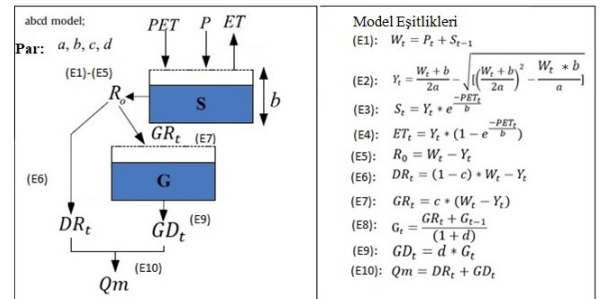 abcd model;
Par: a, b, c, d
PET P ET
(E1)-(E5)
R₀
S
b
GRₜ (E7)
(E6)
G
DRₜ
GDₜ (E9)
(E10)
Qm
Model Eşitlikleri
(E1): Wₜ = Pₜ + Sₜ₋₁
(E2): Yₜ = (Wₜ + b)/2a − √[((Wₜ + b)/2a)² − (Wₜ * b)/a]
(E3): Sₜ = Yₜ * e^(−PETₜ/b)
(E4): ETₜ = Yₜ * (1 − e^(−PETₜ/b))
(E5): R₀ = Wₜ − Yₜ
(E6): DRₜ = (1 − c) * Wₜ − Yₜ
(E7): GRₜ = c * (Wₜ − Yₜ)
(E8): Gₜ = (GRₜ + Gₜ₋₁)/(1 + d)
(E9): GDₜ = d * Gₜ
(E10): Qm = DRₜ + GDₜ